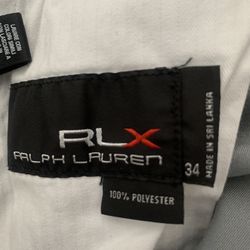 RLX
RALPH LAUREN
34
MADE IN SRI LANKA
100% POLYESTER